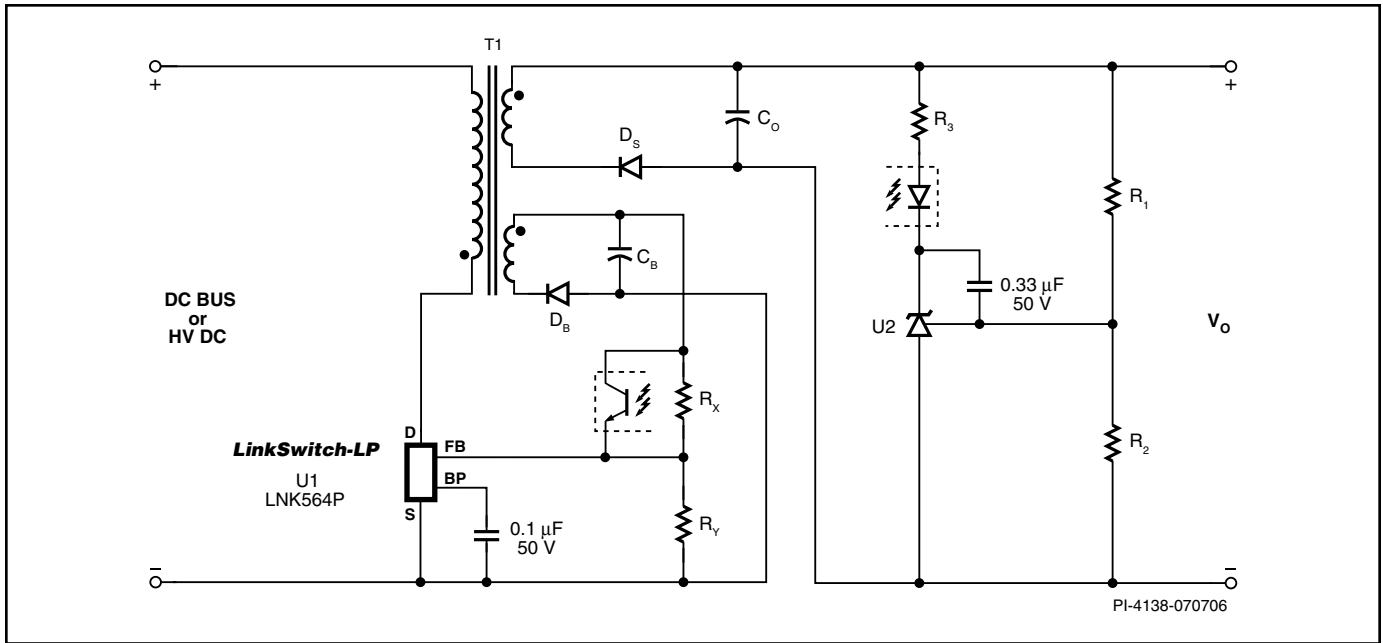 T1
+
+
C_O
R_3
D_S
R_1
C_B
DC BUS
or
HV DC
0.33 µF
50 V
D_B
U2
V_O
R_X
D
FB
LinkSwitch-LP
U1
LNK564P
BP
S
R_2
0.1 µF
50 V
R_Y
–
–
PI-4138-070706